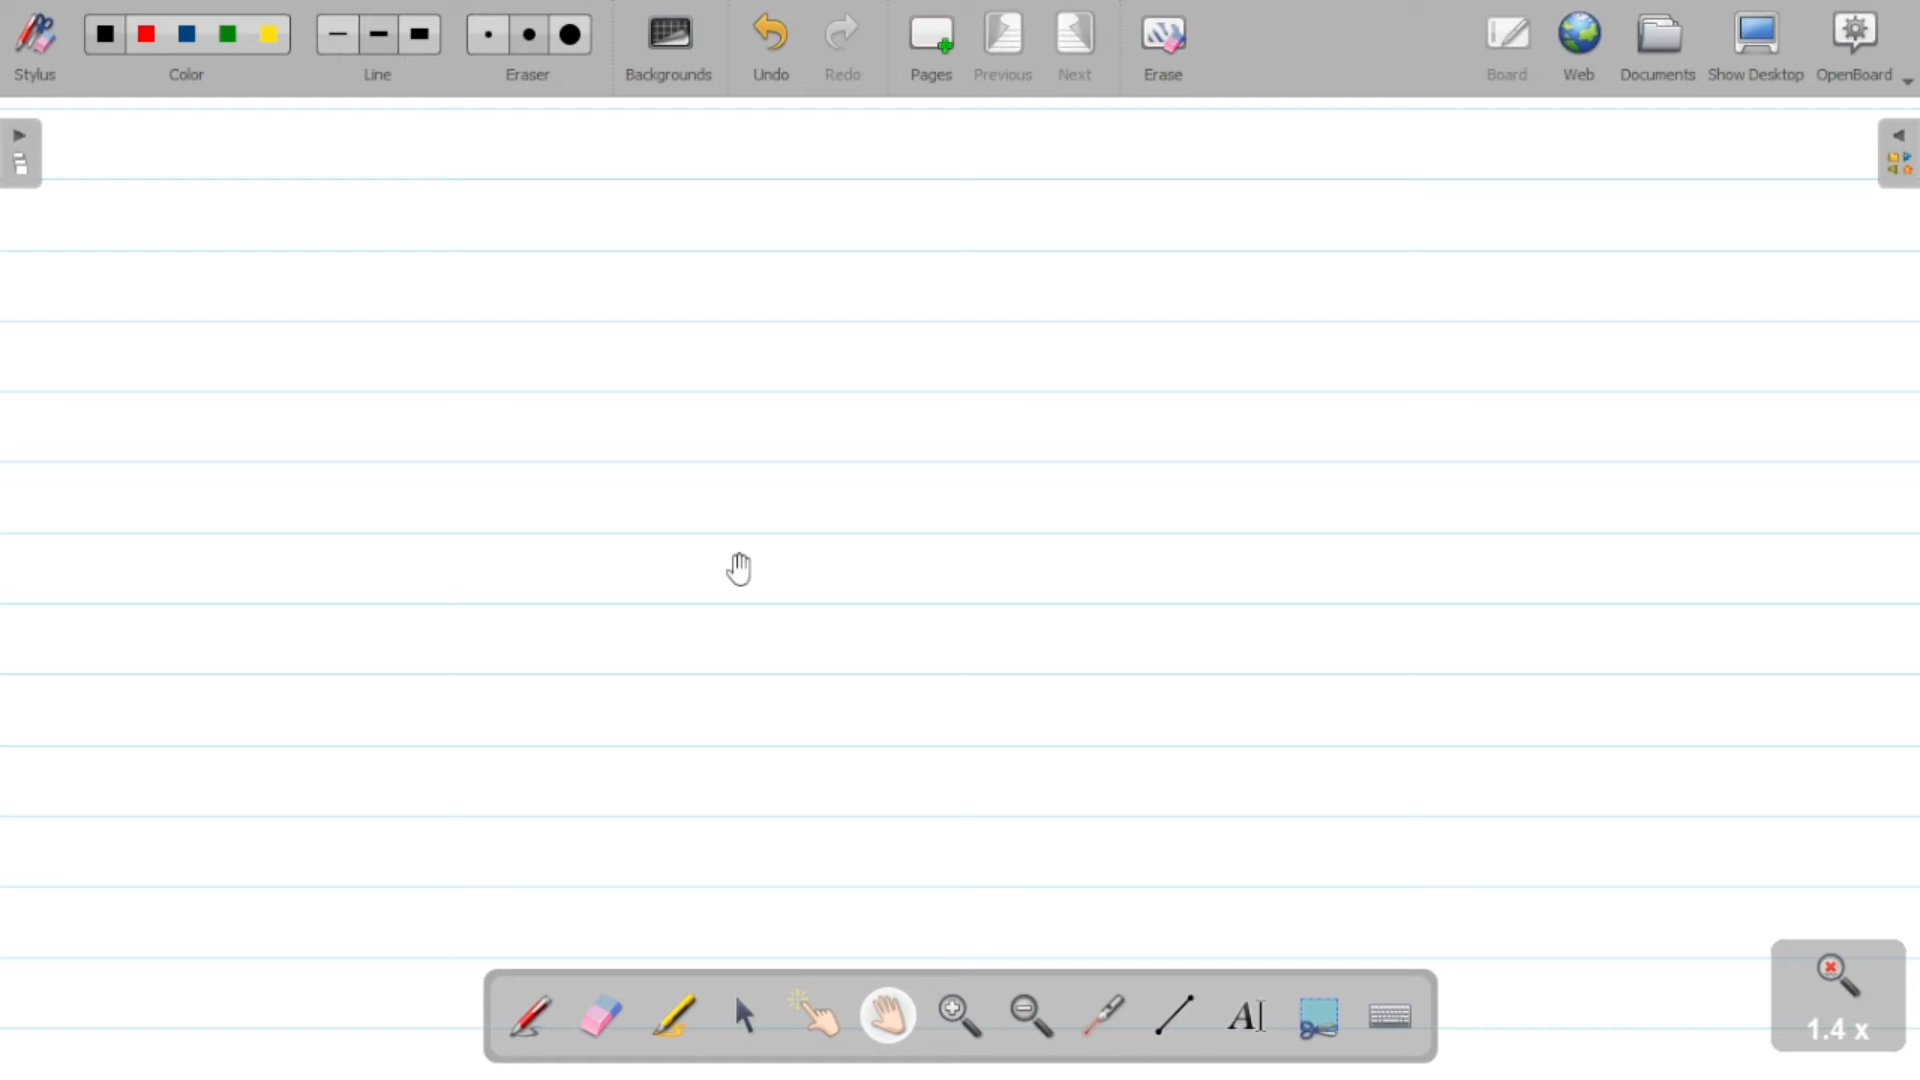 Stylus Color Line Eraser Backgrounds Undo Redo Pages Previous Next Erase Board Web Documents Show Desktop OpenBoard
A
1.4 x